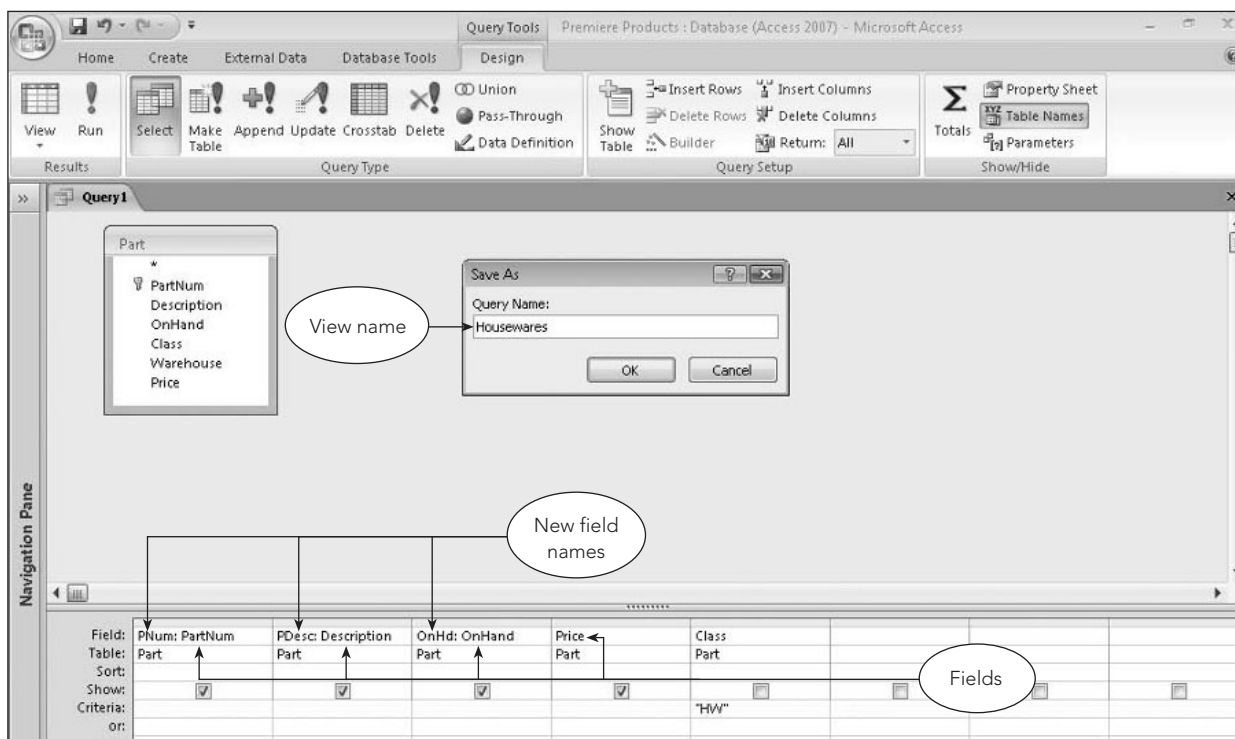 Query Tools
Premiere Products : Database (Access 2007) - Microsoft Access
Home Create External Data Database Tools Design
View
Run
Results
Select
Make Table
Append
Update
Crosstab
Delete
Union
Pass-Through
Data Definition
Query Type
Show Table
Insert Rows
Delete Rows
Builder
Insert Columns
Delete Columns
Return: All
Query Setup
Σ
Totals
Property Sheet
XYZ Table Names
[?] Parameters
Show/Hide
» Query1
Part
*
PartNum
Description
OnHand
Class
Warehouse
Price
View name
Save As
Query Name:
Housewares
OK Cancel
New field
names
Navigation Pane
Field: PNum: PartNum PDesc: Description OnHd: OnHand Price Class
Table: Part Part Part Part Part
Sort:
Show:
Fields
Criteria: "HW"
or: